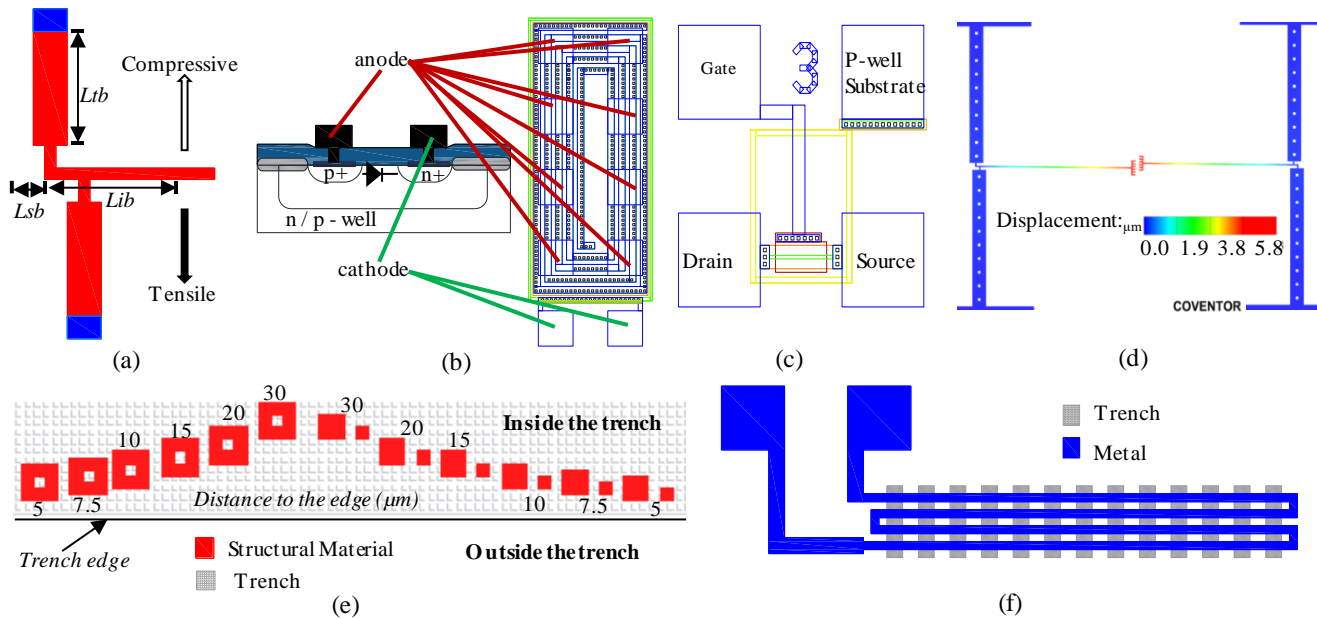 Compressive
Ltb
Lsb
Lib
Tensile
(a)
anode
p+
n+
n / p - well
cathode
(b)
Gate
3
P-well
Substrate
Drain
Source
(c)
Displacement:µm
0.0 1.9 3.8 5.8
COVENTOR
(d)
30
30
20
20
15
15
10
Inside the trench
5
7.5
Distance to the edge (µm)
10
7.5
5
Trench edge
Outside the trench
Structural Material
Trench
(e)
Trench
Metal
(f)